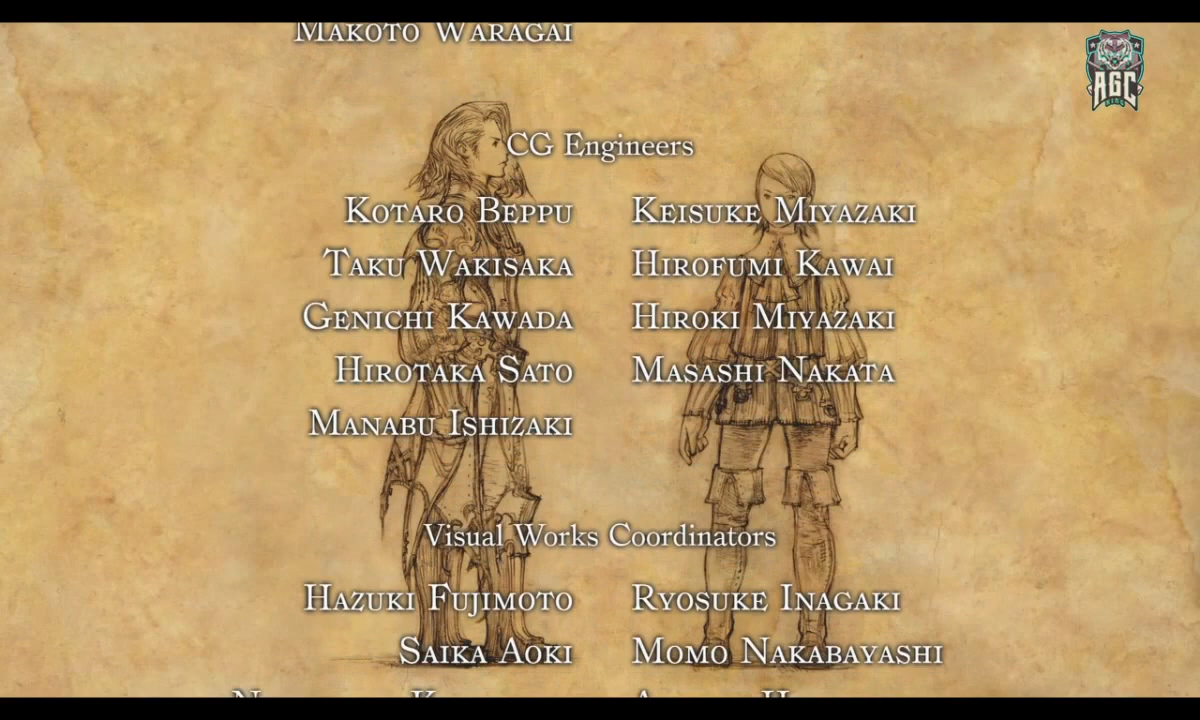 MAKOTO WARAGAI
AGC
KING
CG Engineers
KOTARO BEPPU KEISUKE MIYAZAKI
TAKU WAKISAKA HIROFUMI KAWAI
GENICHI KAWADA HIROKI MIYAZAKI
HIROTAKA SATO MASASHI NAKATA
MANABU ISHIZAKI
Visual Works Coordinators
HAZUKI FUJIMOTO RYOSUKE INAGAKI
SAIKA AOKI MOMO NAKABAYASHI